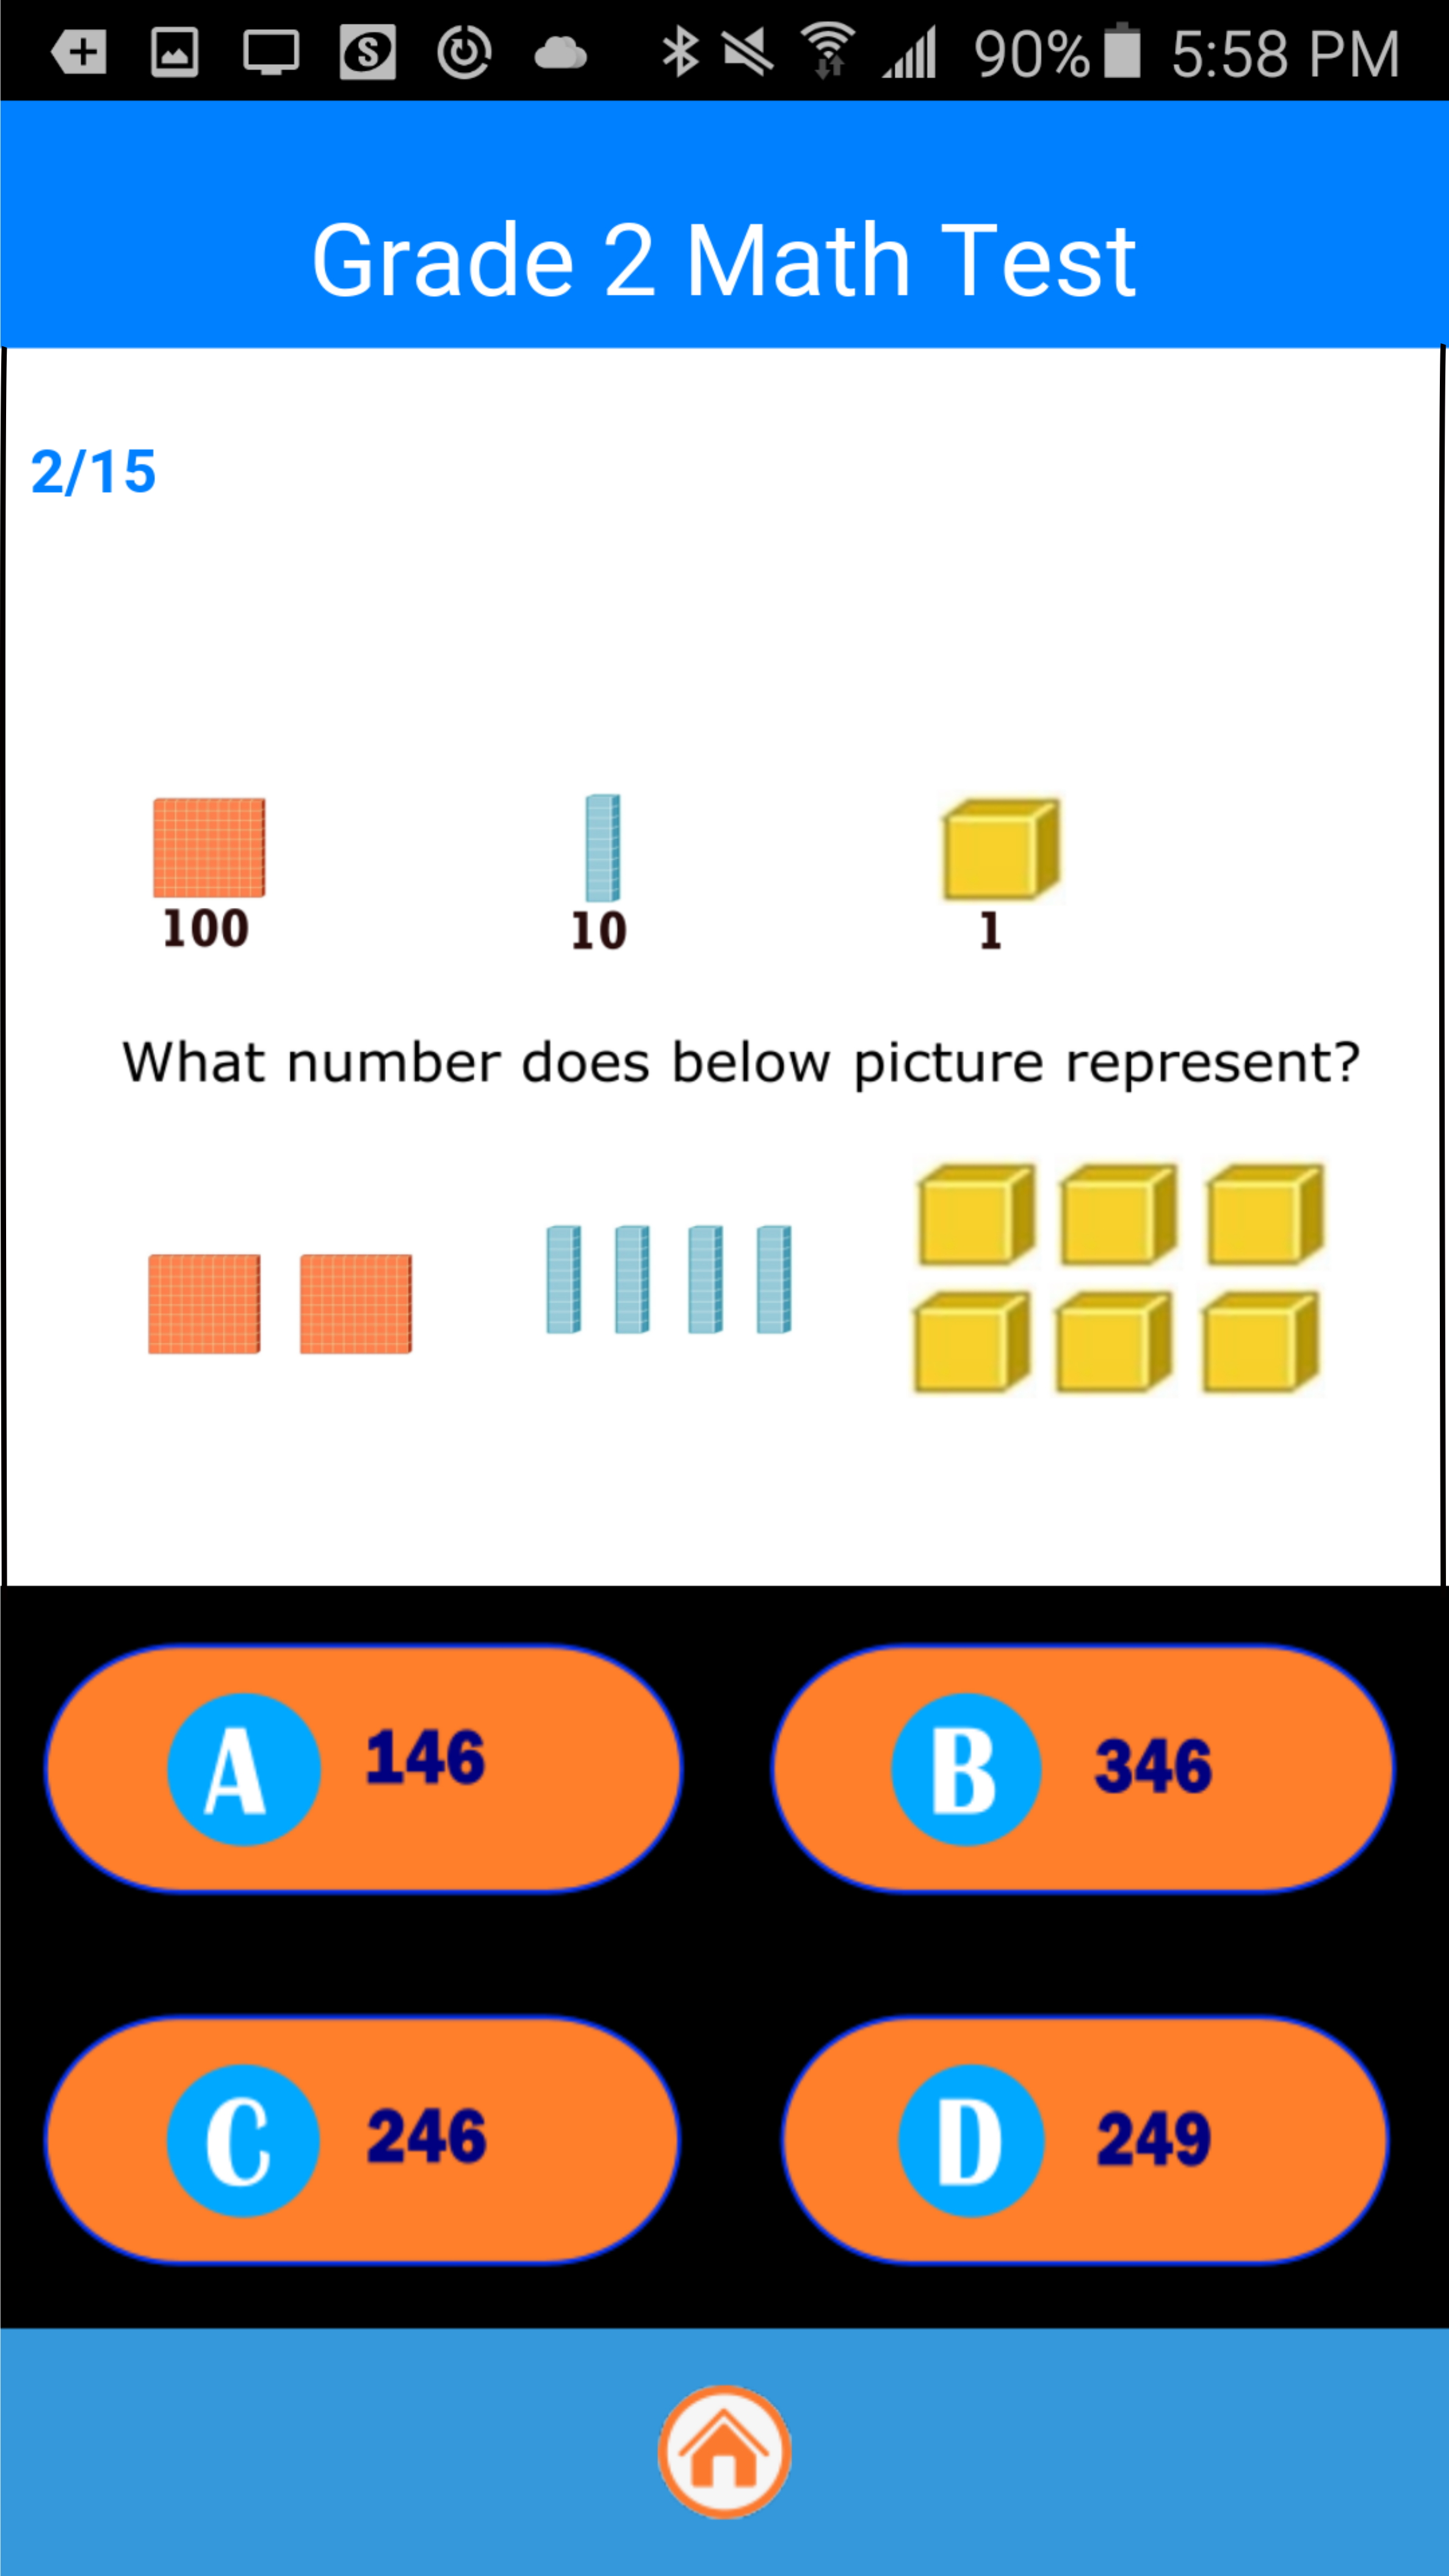 90% 5:58 PM
Grade 2 Math Test
2/15
100 10 1
What number does below picture represent?
A 146 B 346
C 246 D 249